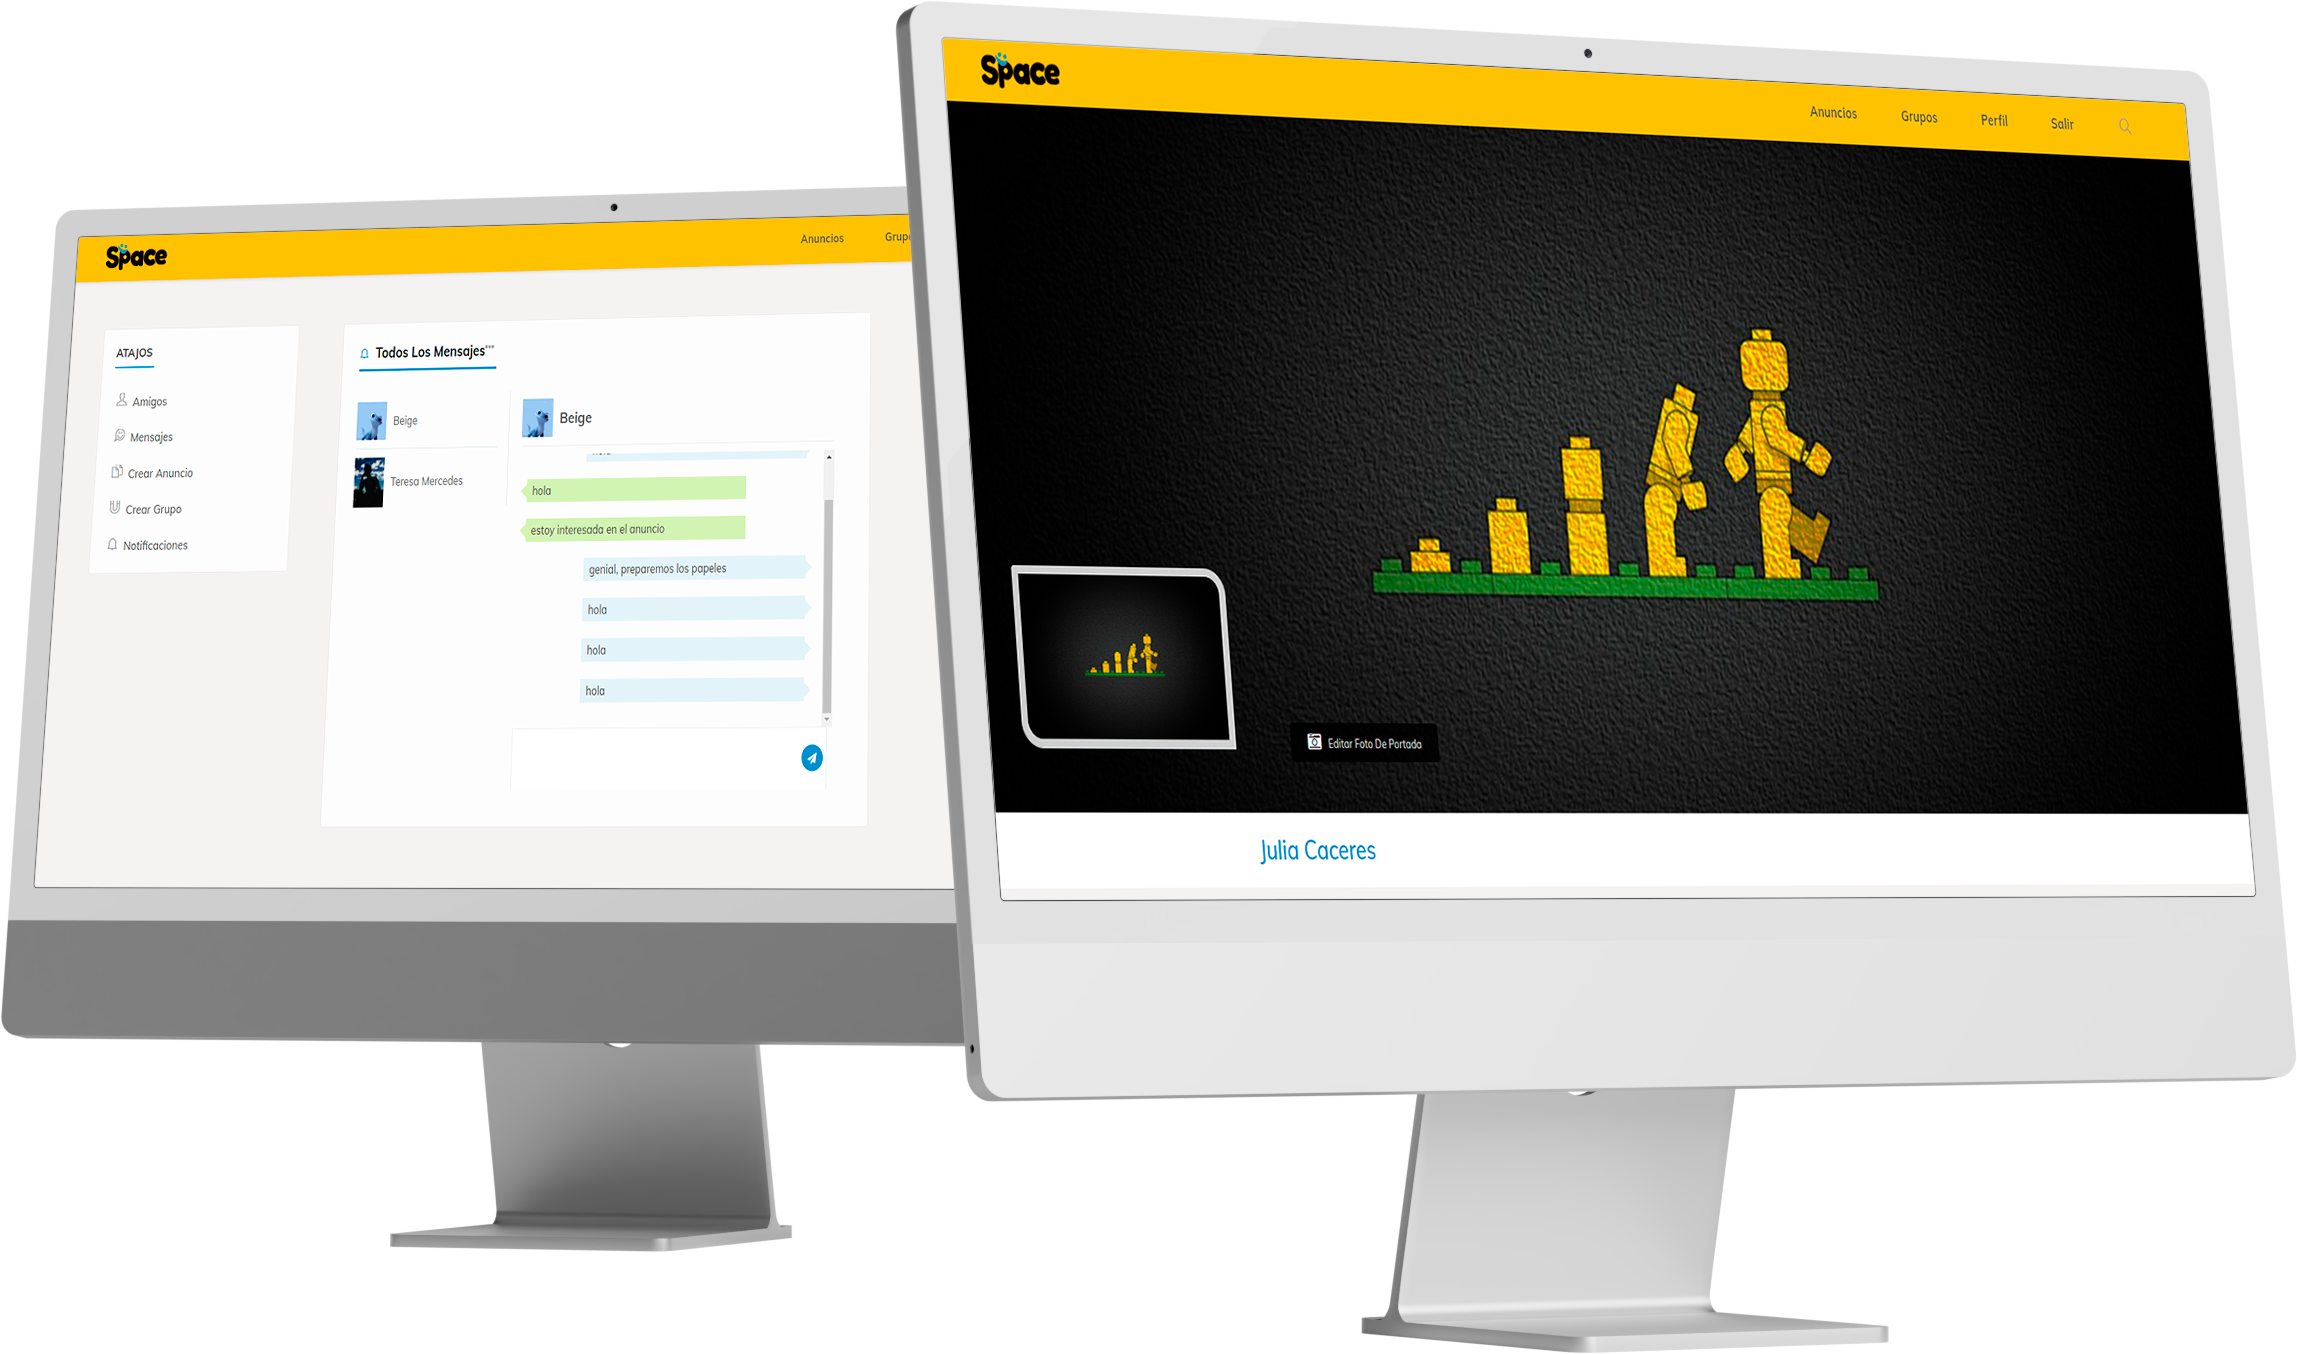 Space
Anuncios
ATAJOS
Amigos
Mensajes
Crear Anuncio
Crear Grupo
Notificaciones
Todos Los Mensajes
Beige
Teresa Mercedes
Beige
hola
estoy interesada en el anuncio
genial, preparemos los papeles
hola
hola
hola
Space
Anuncios Grupos Perfil Salir
Editar Foto De Portada
Julia Caceres